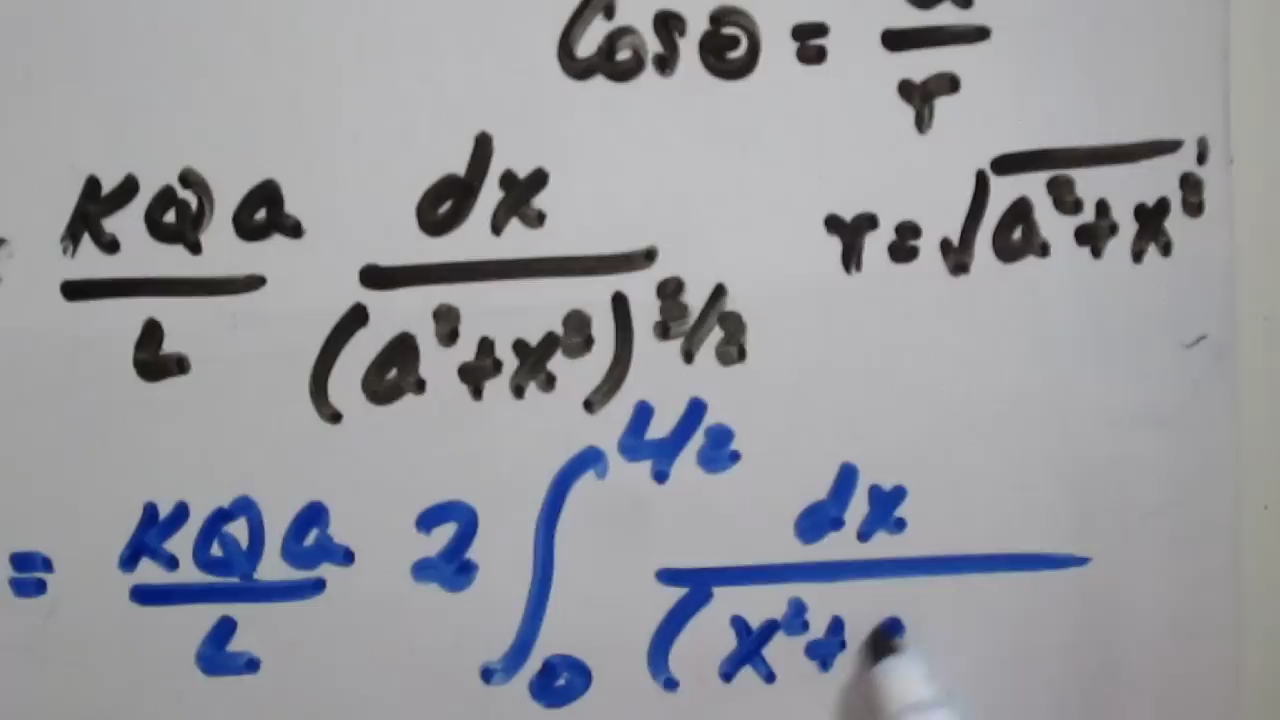 Cosθ = a/r
KQa/L dx/(a²+x²)^3/2
r = √(a²+x²)
= KQa/L 2 ∫₀^L/2 dx/(x²+